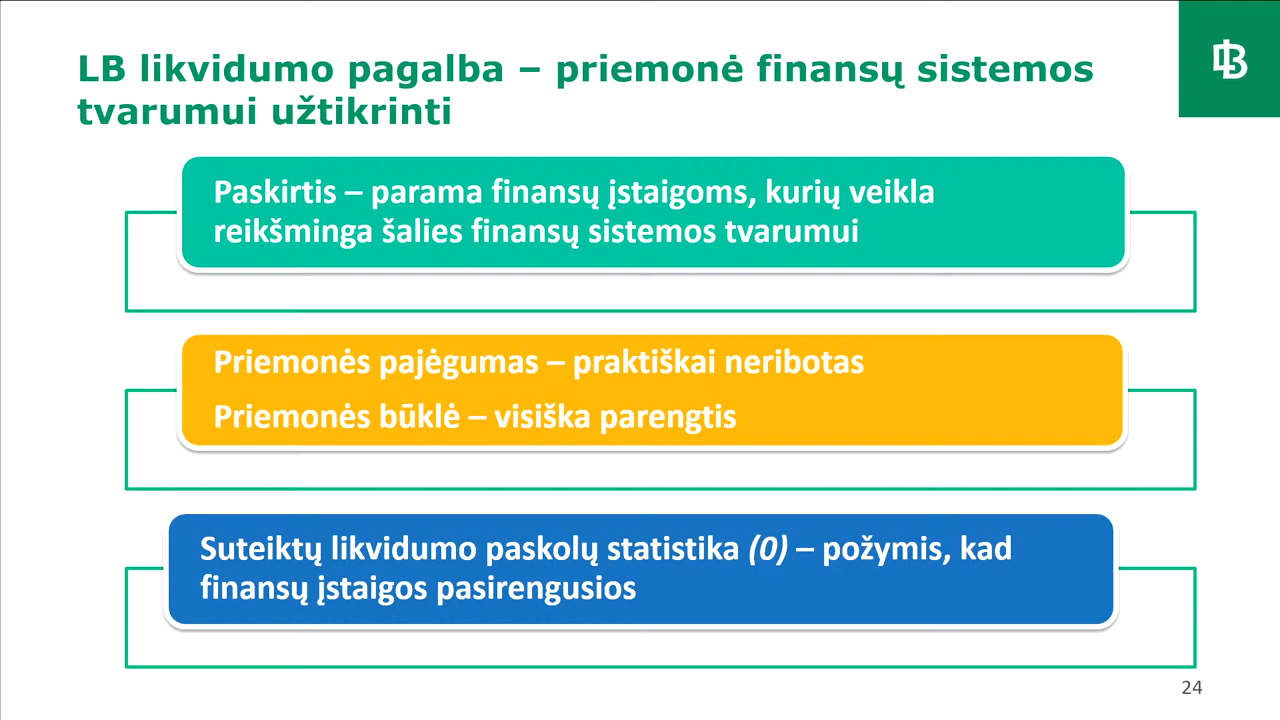 LB likvidumo pagalba – priemonė finansų sistemos
tvarumui užtikrinti
Paskirtis – parama finansų įstaigoms, kurių veikla
reikšminga šalies finansų sistemos tvarumui
Priemonės pajėgumas – praktiškai neribotas
Priemonės būklė – visiška parengtis
Suteiktų likvidumo paskolų statistika (0) – požymis, kad
finansų įstaigos pasirengusios
24